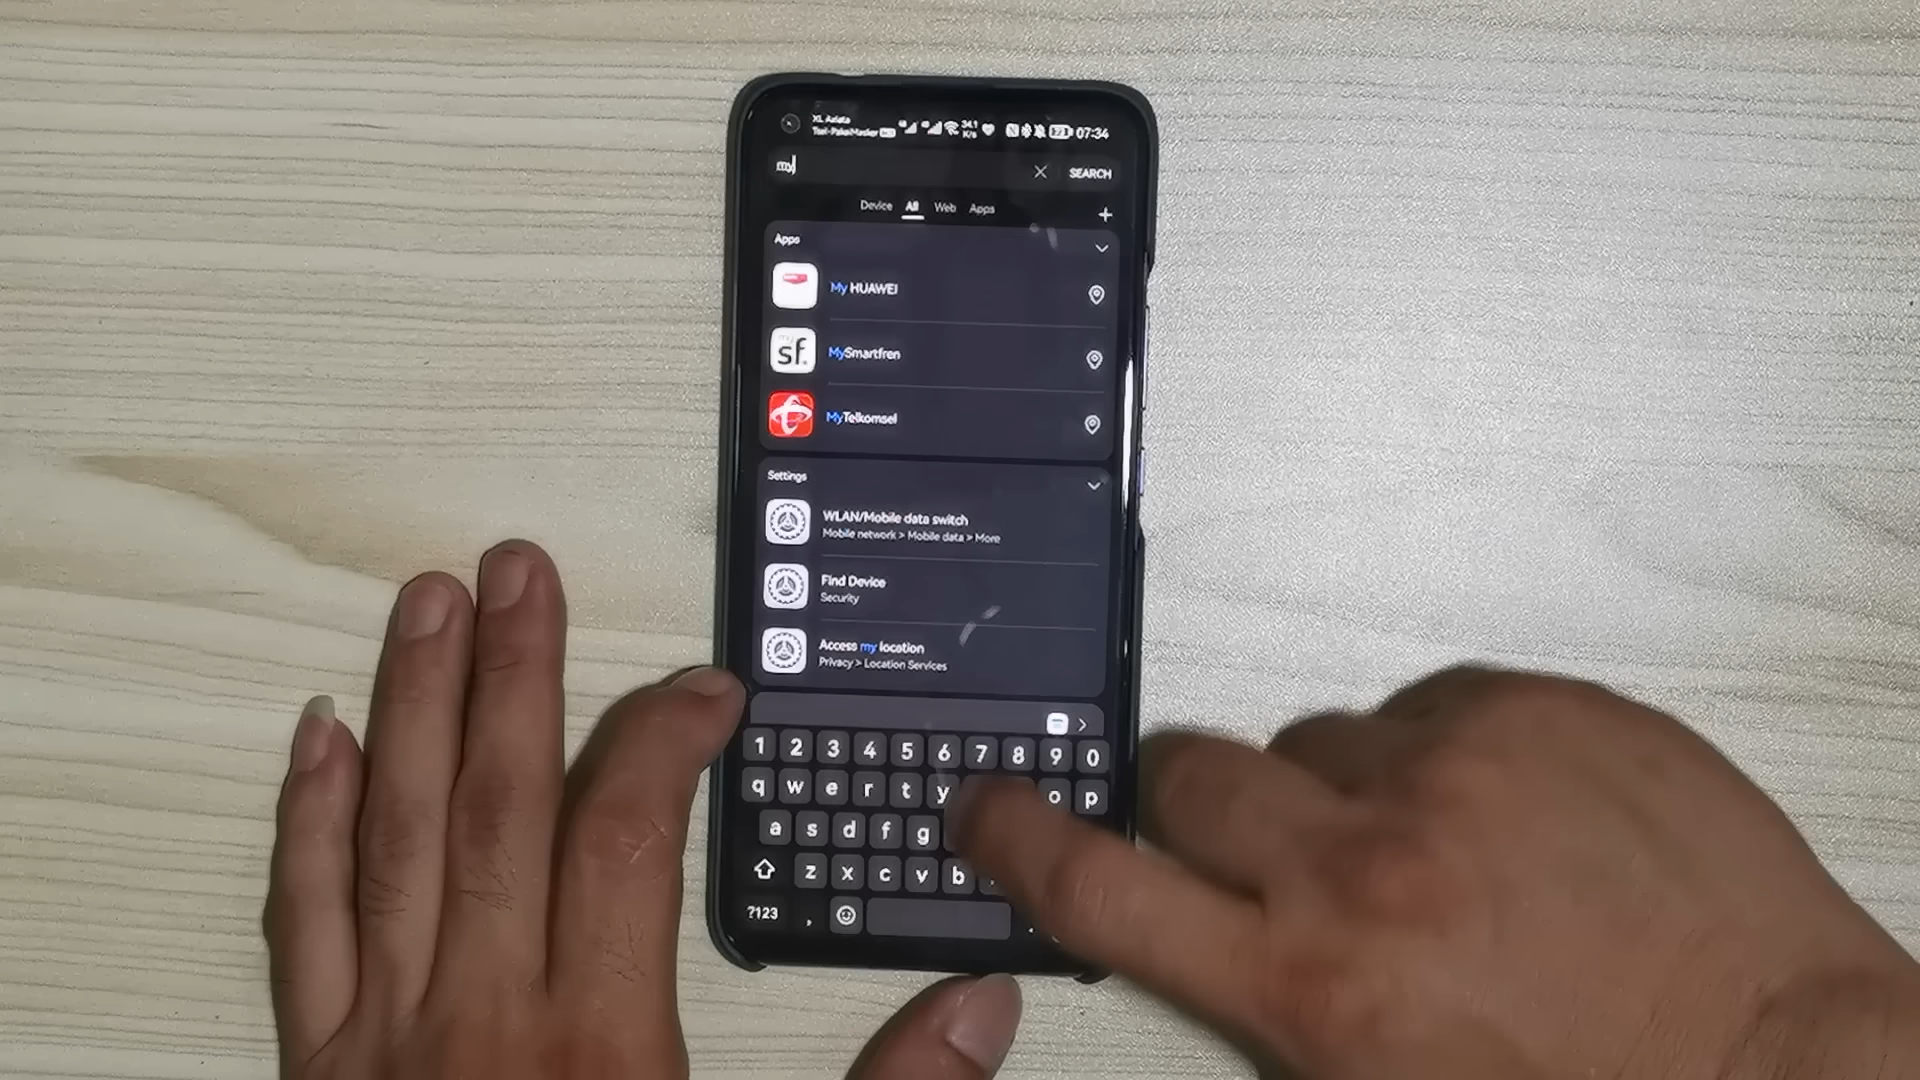 XL Axiata
07:34
my
SEARCH
Device All Web Apps
Apps
My HUAWEI
sf.
MySmartfren
MyTelkomsel
Settings
WLAN/Mobile data switch
Mobile network > Mobile data > More
Find Device
Security
Access my location
Privacy > Location Services
1 2 3 4 5 6 7 8 9 0
q w e r t y o p
a s d f g
z x c v b
?123 , .